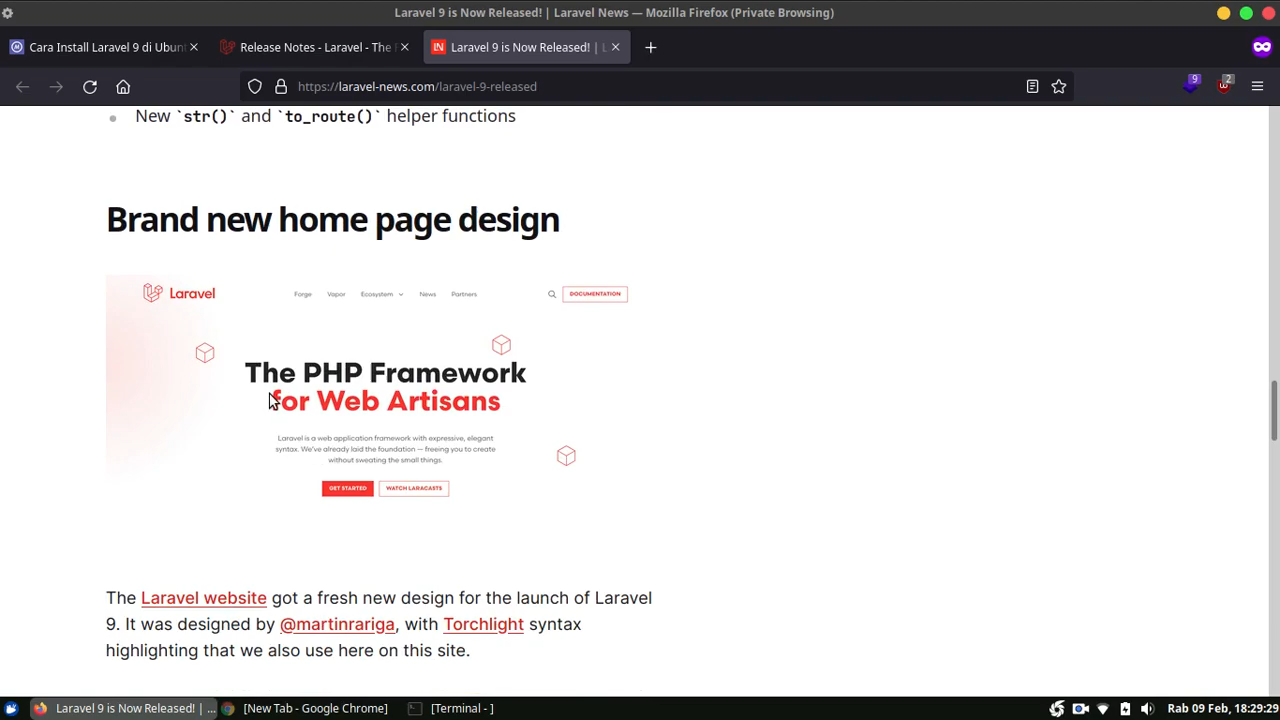 Laravel 9 is Now Released! | Laravel News — Mozilla Firefox (Private Browsing)
Cara Install Laravel 9 di Ubun
Release Notes - Laravel - The
Laravel 9 is Now Released! |
https://laravel-news.com/laravel-9-released
9
2
New `str()` and `to_route()` helper functions
Brand new home page design
Laravel
Forge Vapor Ecosystem News Partners
DOCUMENTATION
The PHP Framework
for Web Artisans
Laravel is a web application framework with expressive, elegant
syntax. We've already laid the foundation — freeing you to create
without sweating the small things.
GET STARTED
WATCH LARACASTS
The Laravel website got a fresh new design for the launch of Laravel
9. It was designed by @martinrariga, with Torchlight syntax
highlighting that we also use here on this site.
Laravel 9 is Now Released! | ...
[New Tab - Google Chrome]
[Terminal - ]
Rab 09 Feb, 18:29:29